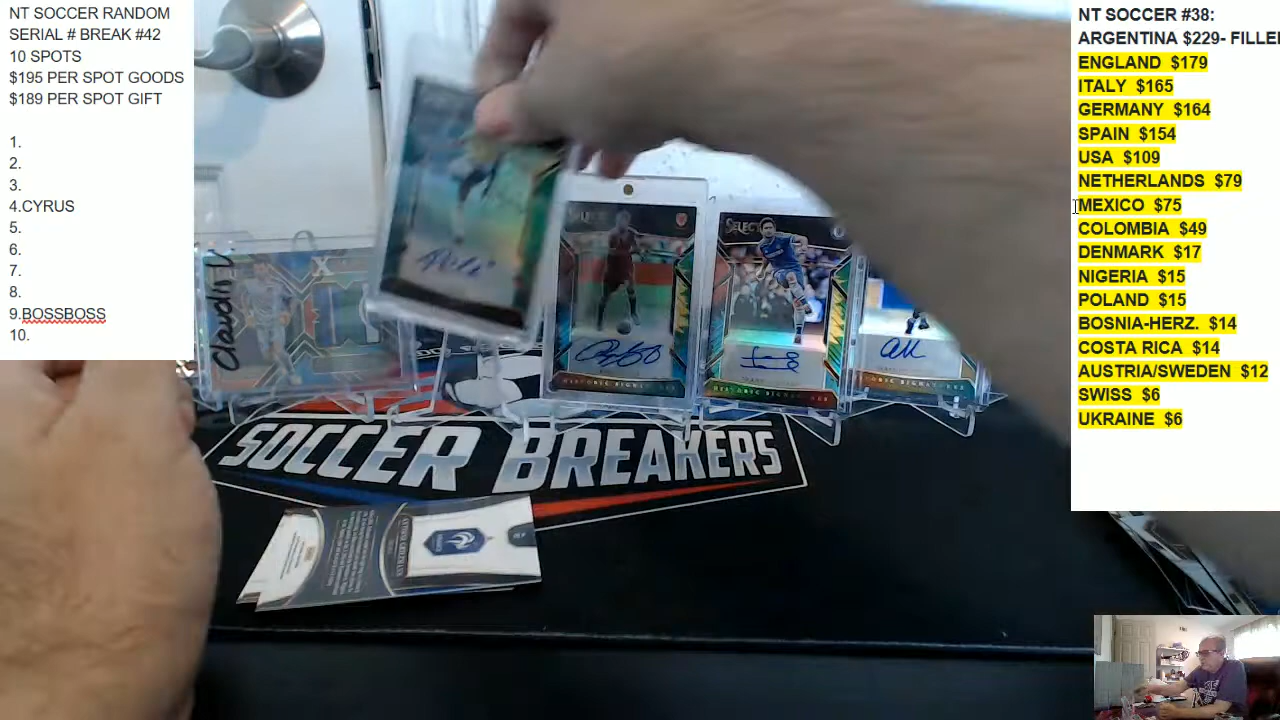 NT SOCCER RANDOM
SERIAL # BREAK #42
10 SPOTS
$195 PER SPOT GOODS
$189 PER SPOT GIFT
1.
2.
3.
4.CYRUS
5.
6.
7.
8.
9.BOSSBOSS
10.
NT SOCCER #38:
ARGENTINA $229- FILLE
ENGLAND $179
ITALY $165
GERMANY $164
SPAIN $154
USA $109
NETHERLANDS $79
MEXICO $75
COLOMBIA $49
DENMARK $17
NIGERIA $15
POLAND $15
BOSNIA-HERZ. $14
COSTA RICA $14
AUSTRIA/SWEDEN $12
SWISS $6
UKRAINE $6
SELECT
SELECT
SOCCER BREAKERS